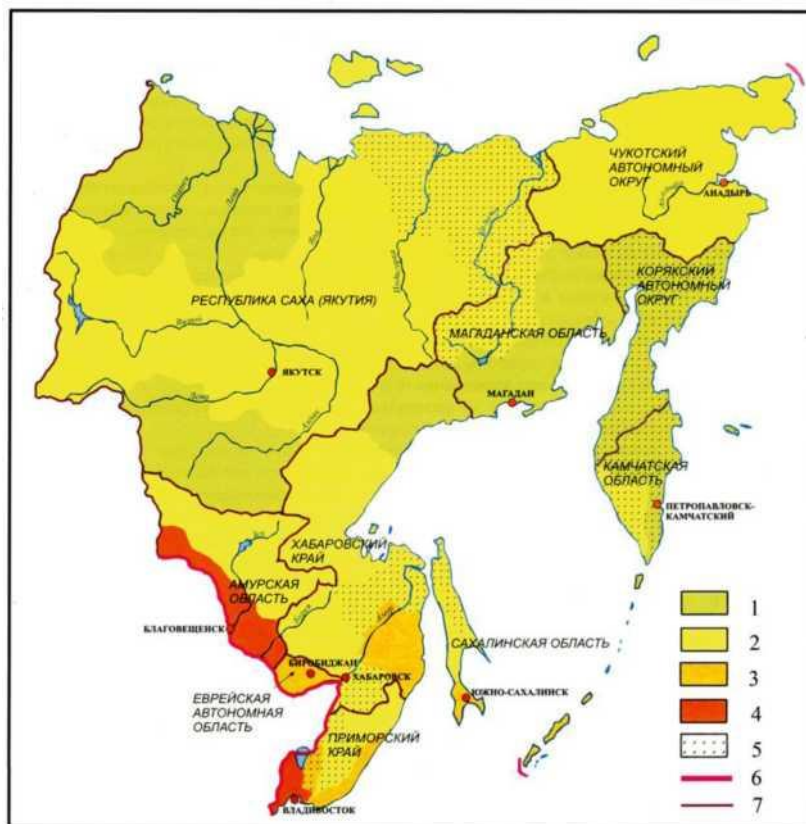 ЧУКОТСКИЙ
АВТОНОМНЫЙ
ОКРУГ
АНАДЫРЬ
КОРЯКСКИЙ
АВТОНОМНЫЙ
ОКРУГ
РЕСПУБЛИКА САХА (ЯКУТИЯ)
МАГАДАНСКАЯ ОБЛАСТЬ
Лена
ЯКУТСК
МАГАДАН
КАМЧАТСКАЯ
ОБЛАСТЬ
ПЕТРОПАВЛОВСК-
КАМЧАТСКИЙ
ХАБАРОВСКИЙ
КРАЙ
АМУРСКАЯ
ОБЛАСТЬ
БЛАГОВЕЩЕНСК
БИРОБИДЖАН
ХАБАРОВСК
САХАЛИНСКАЯ ОБЛАСТЬ
ЮЖНО-САХАЛИНСК
ЕВРЕЙСКАЯ
АВТОНОМНАЯ
ОБЛАСТЬ
ПРИМОРСКИЙ
КРАЙ
ВЛАДИВОСТОК
1
2
3
4
5
6
7